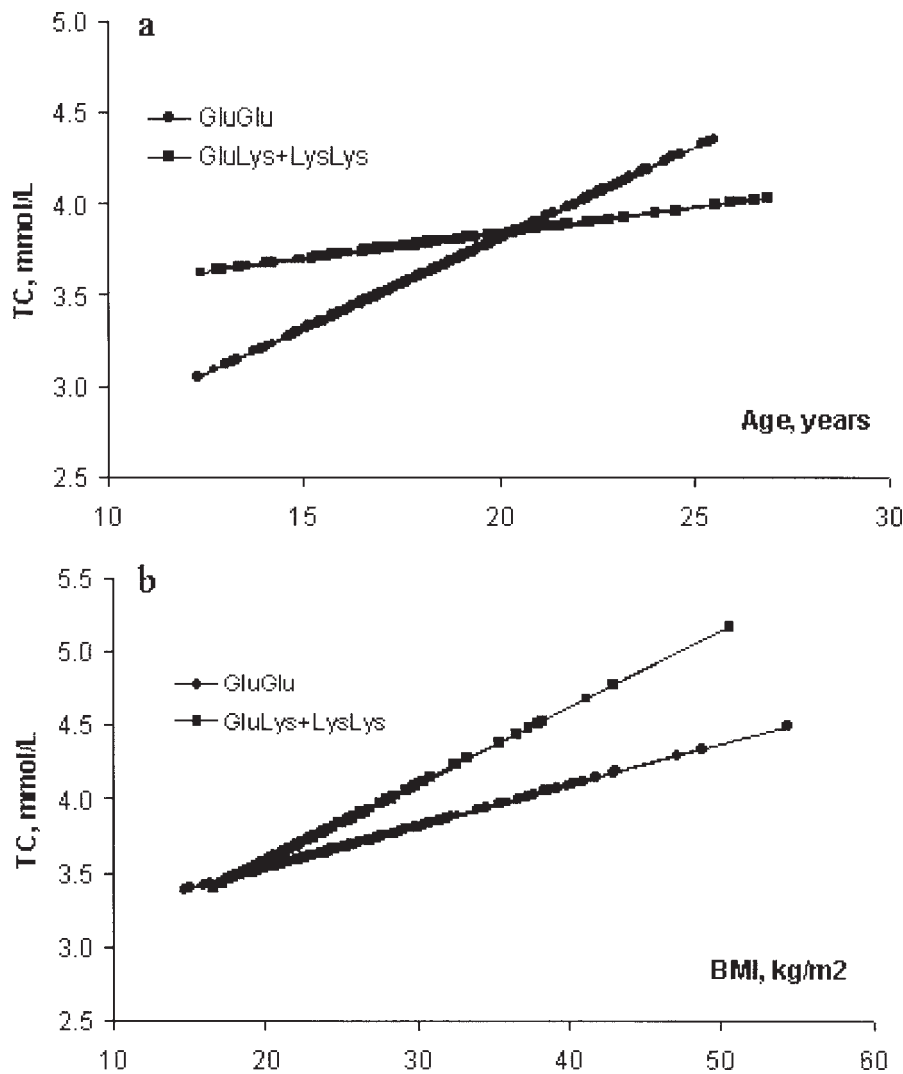 a
5.0
4.5
4.0
3.5
3.0
2.5
TC, mmol/L
GluGlu
GluLys+LysLys
Age, years
10 15 20 25 30
b
5.5
5.0
4.5
4.0
3.5
3.0
2.5
TC, mmol/L
GluGlu
GluLys+LysLys
BMI, kg/m2
10 20 30 40 50 60